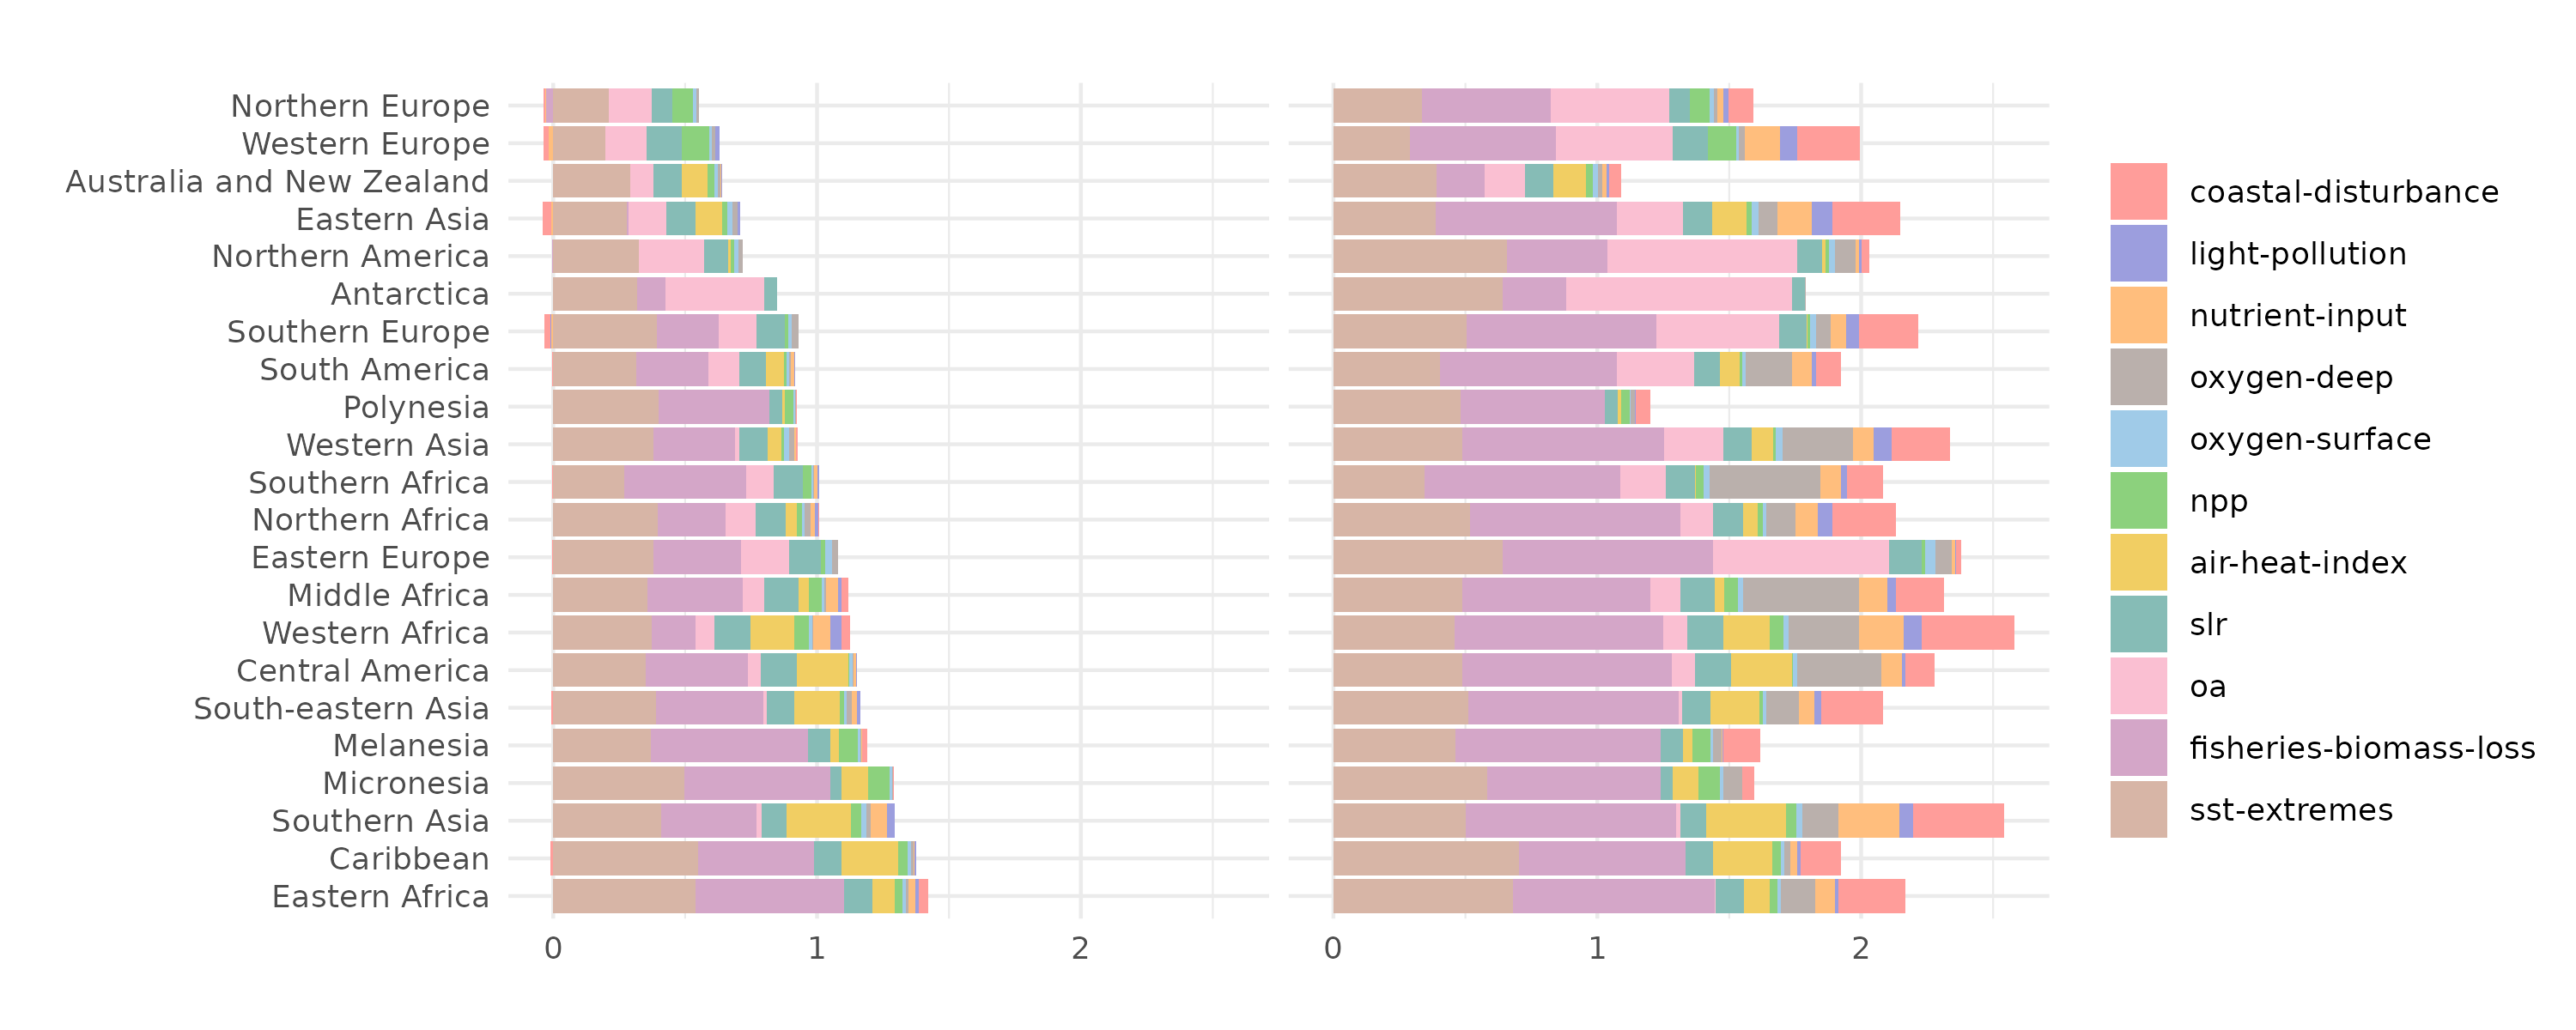 Northern Europe
Western Europe
Australia and New Zealand
Eastern Asia
Northern America
Antarctica
Southern Europe
South America
Polynesia
Western Asia
Southern Africa
Northern Africa
Eastern Europe
Middle Africa
Western Africa
Central America
South-eastern Asia
Melanesia
Micronesia
Southern Asia
Caribbean
Eastern Africa
0 1 2
0 1 2
coastal-disturbance
light-pollution
nutrient-input
oxygen-deep
oxygen-surface
npp
air-heat-index
slr
oa
fisheries-biomass-loss
sst-extremes